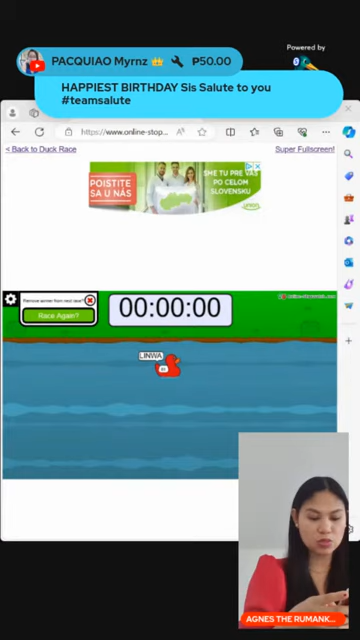 PACQUIAO Myrnz ₱50.00
Powered by
HAPPIEST BIRTHDAY Sis Salute to you
#teamsalute
https://www.online-stop...
< Back to Duck Race
Super Fullscreen!
POISTITE
SA U NÁS
SME TU PRE VÁS
PO CELOM
SLOVENSKU
union
Remove winner from next race?
Race Again?
00:00:00
LINWA
AGNES THE RUMANK...